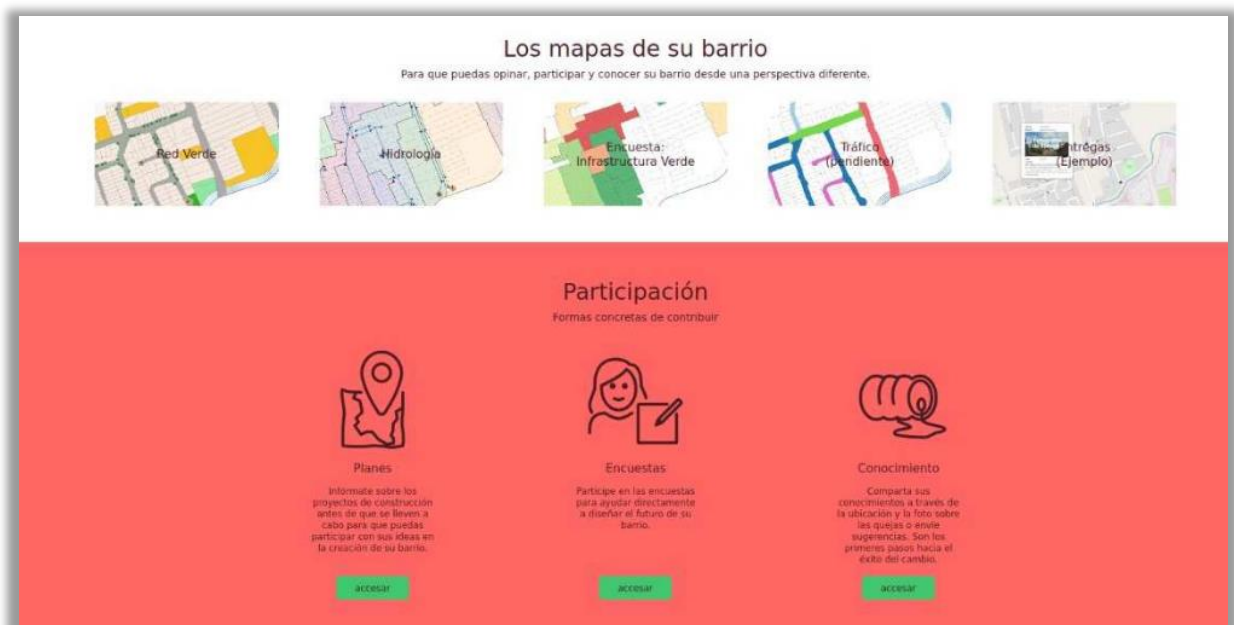 Los mapas de su barrio
Para que puedas opinar, participar y conocer su barrio desde una perspectiva diferente.
Red Verde
Hidrología
Encuesta:
Infrastructura Verde
Tráfico
(pendiente)
Entregas
(Ejemplo)
Participación
Formas concretas de contribuir
Planes
Infórmate sobre los
proyectos de construcción
antes de que se lleven a
cabo para que puedas
participar con sus ideas en
la creación de su barrio.
accesar
Encuestas
Participe en las encuestas
para ayudar directamente
a diseñar el futuro de su
barrio.
accesar
Conocimiento
Comparta sus
conocimientos a través de
la ubicación y la foto sobre
las quejas o envíe
sugerencias. Son los
primeros pasos hacia el
éxito del cambio.
accesar